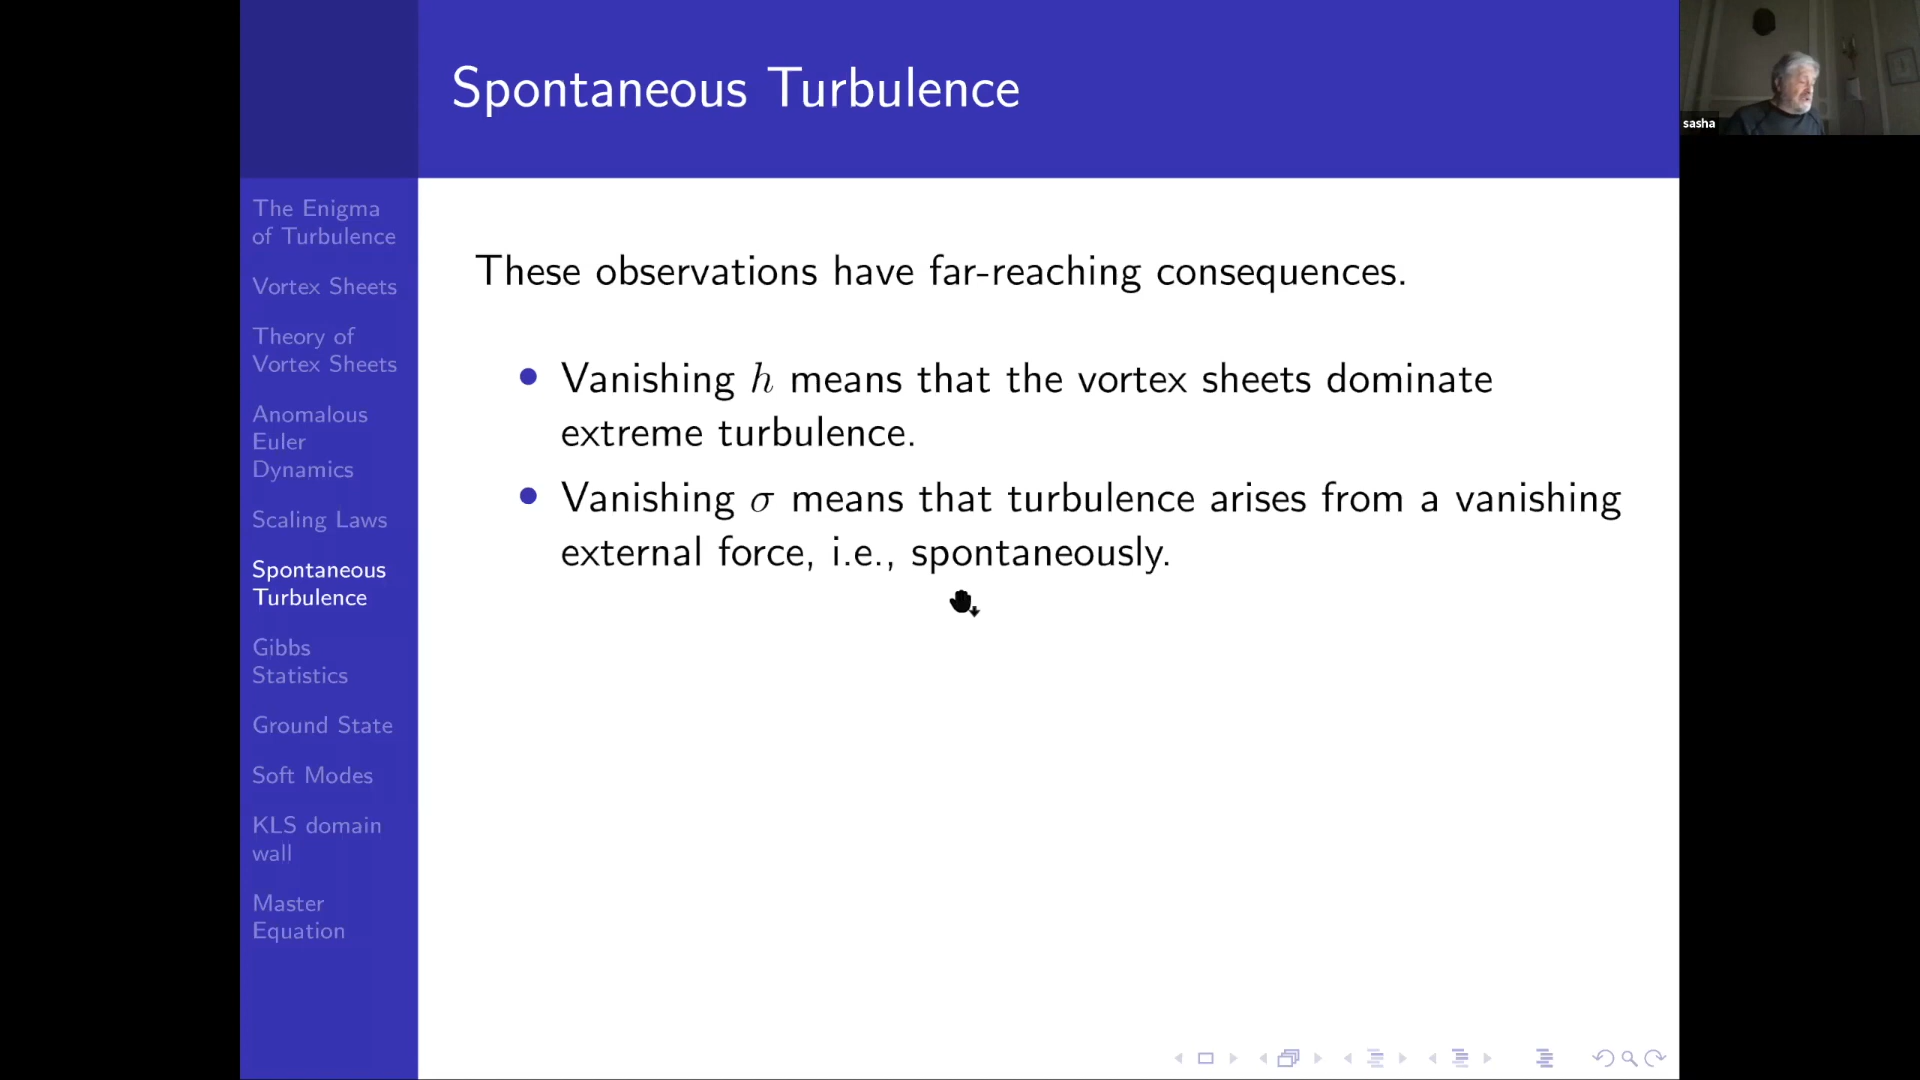 Spontaneous Turbulence
sasha
The Enigma
of Turbulence
Vortex Sheets
Theory of
Vortex Sheets
Anomalous
Euler
Dynamics
Scaling Laws
Spontaneous
Turbulence
Gibbs
Statistics
Ground State
Soft Modes
KLS domain
wall
Master
Equation
These observations have far-reaching consequences.
• Vanishing h means that the vortex sheets dominate
extreme turbulence.
• Vanishing σ means that turbulence arises from a vanishing
external force, i.e., spontaneously.